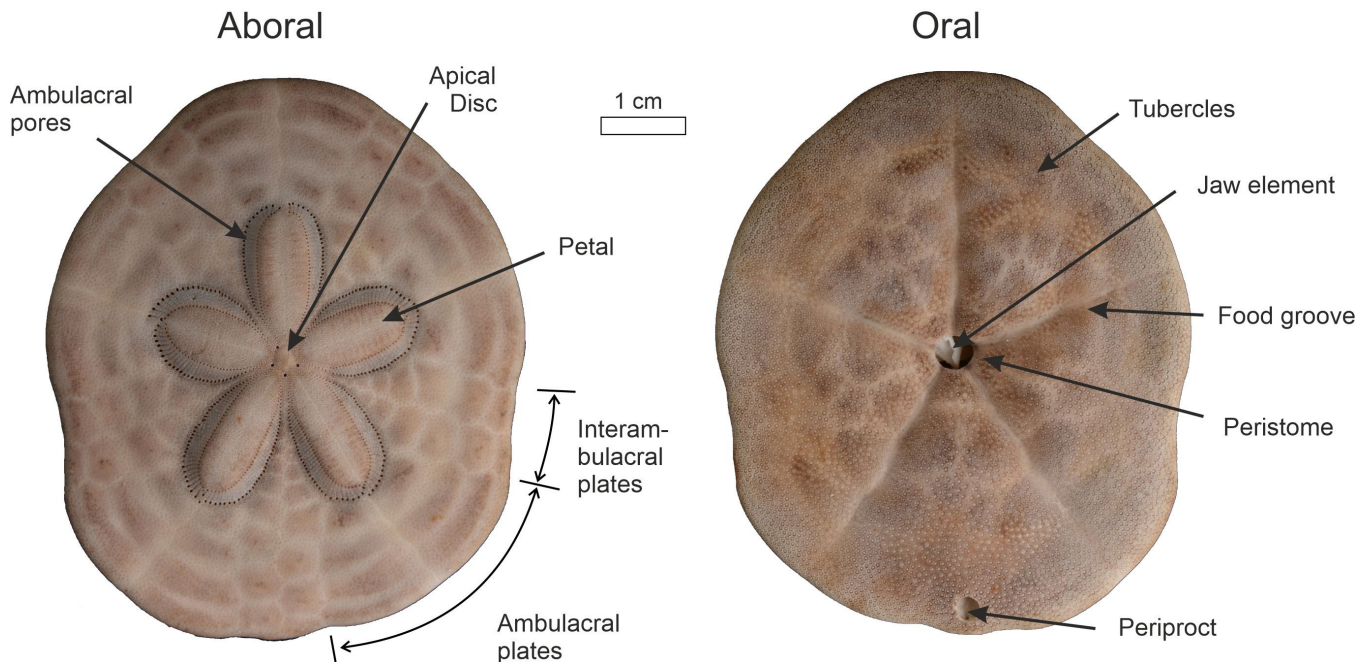 Aboral
Oral
Ambulacral
pores
Apical
Disc
1 cm
Petal
Interam-
bulacral
plates
Ambulacral
plates
Tubercles
Jaw element
Food groove
Peristome
Periproct